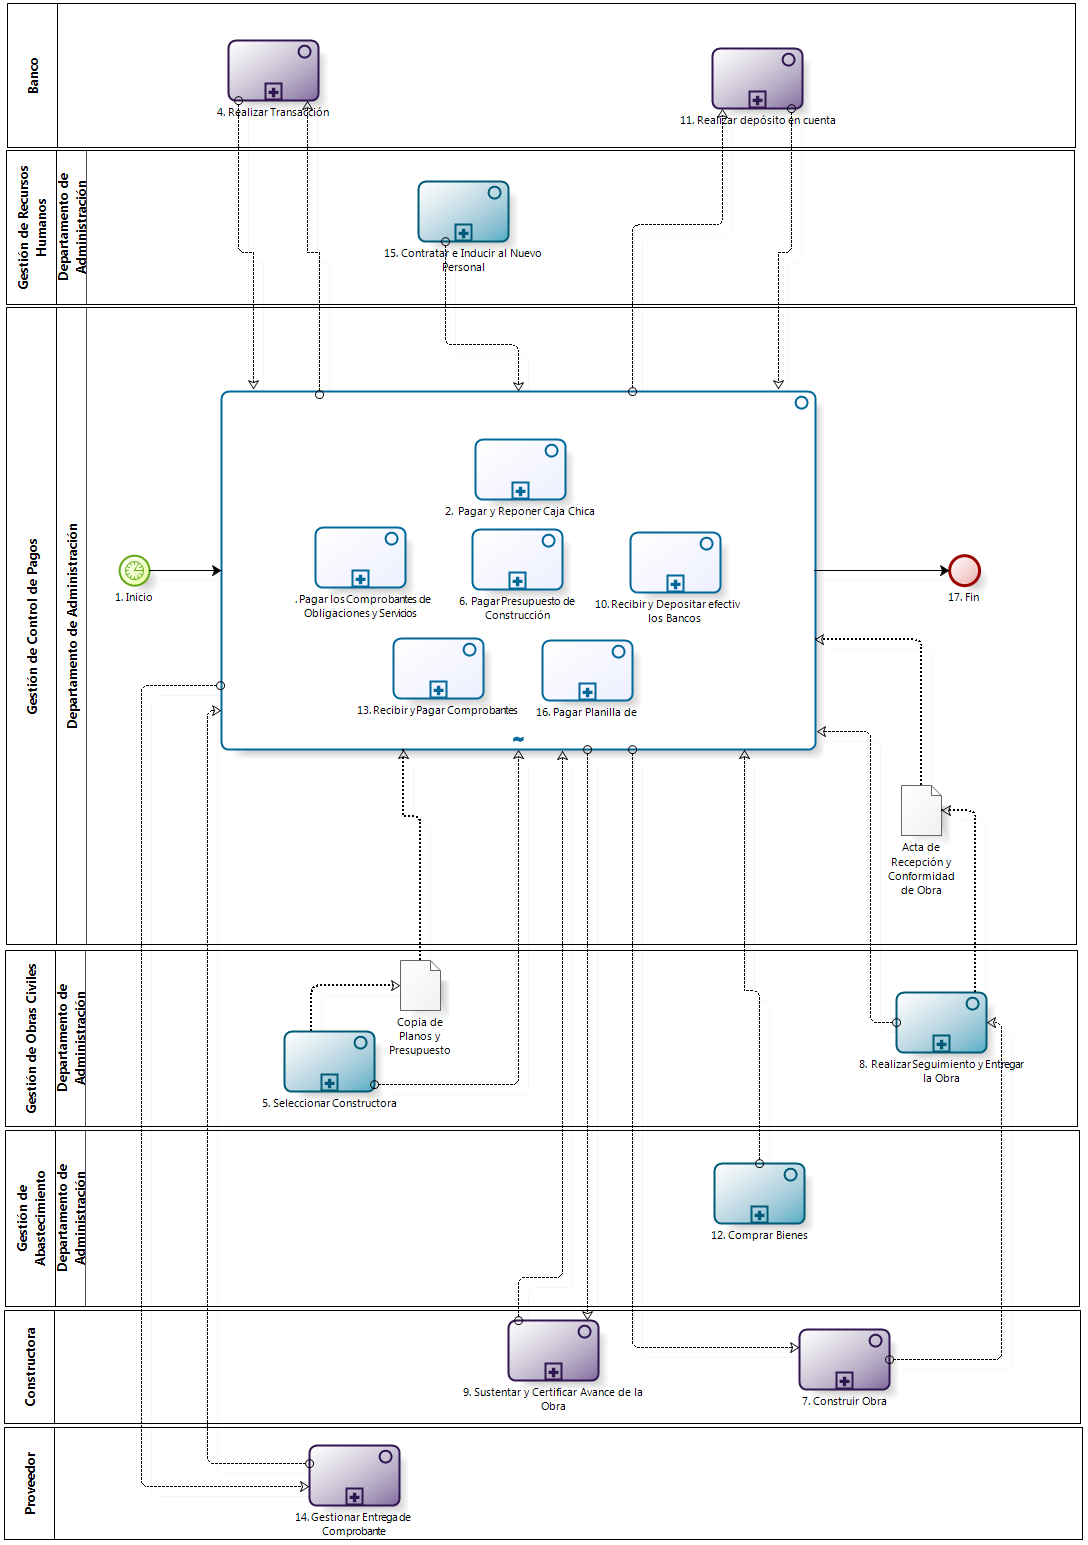 Banco
4. Realizar Transacción
11. Realizar depósito en cuenta
Gestión de Recursos
Humanos
Departamento de
Administración
15. Contratar e Inducir al Nuevo
Personal
Gestión de Control de Pagos
Departamento de Administración
1. Inicio
2. Pagar y Reponer Caja Chica
. Pagar los Comprobantes de
Obligaciones y Servicios
6. Pagar Presupuesto de
Construcción
10. Recibir y Depositar efectiv
los Bancos
13. Recibir y Pagar Comprobantes
16. Pagar Planilla de
17. Fin
Acta de
Recepción y
Conformidad
de Obra
Gestión de Obras Civiles
Departamento de
Administración
Copia de
Planos y
Presupuesto
5. Seleccionar Constructora
8. Realizar Seguimiento y Entregar
la Obra
Gestión de
Abastecimiento
Departamento de
Administración
12. Comprar Bienes
Constructora
9. Sustentar y Certificar Avance de la
Obra
7. Construir Obra
Proveedor
14. Gestionar Entrega de
Comprobante